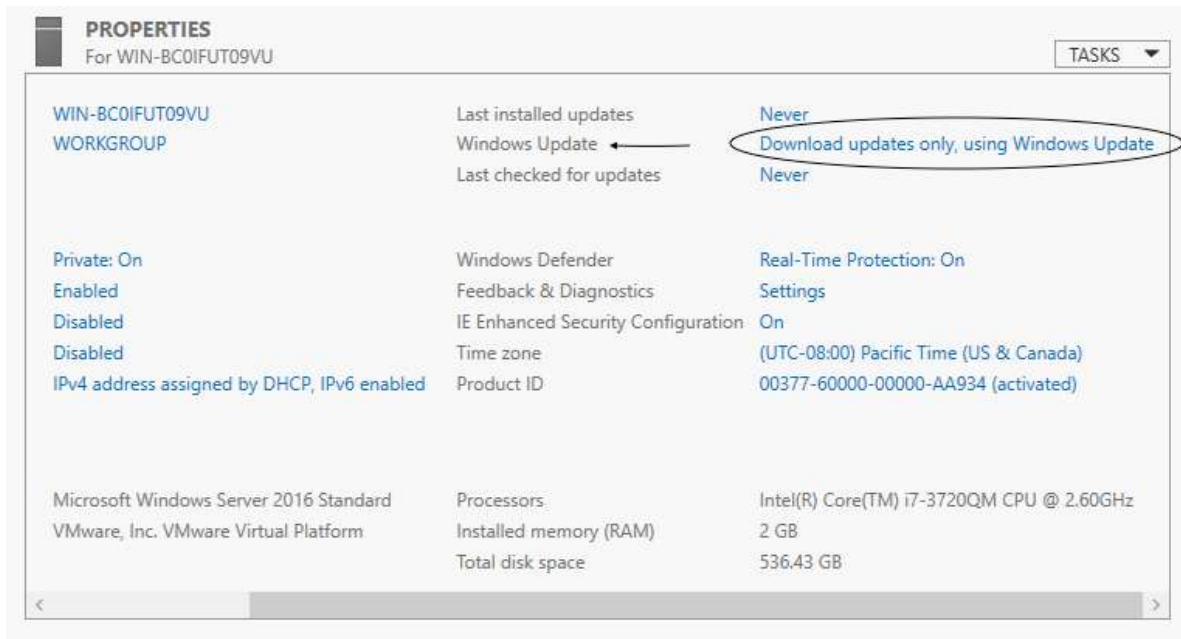 PROPERTIES
For WIN-BC0IFUT09VU
TASKS
WIN-BC0IFUT09VU Last installed updates Never
WORKGROUP Windows Update Download updates only, using Windows Update
Last checked for updates Never
Private: On Windows Defender Real-Time Protection: On
Enabled Feedback & Diagnostics Settings
Disabled IE Enhanced Security Configuration On
Disabled Time zone (UTC-08:00) Pacific Time (US & Canada)
IPv4 address assigned by DHCP, IPv6 enabled Product ID 00377-60000-00000-AA934 (activated)
Microsoft Windows Server 2016 Standard Processors Intel(R) Core(TM) i7-3720QM CPU @ 2.60GHz
VMware, Inc. VMware Virtual Platform Installed memory (RAM) 2 GB
Total disk space 536.43 GB